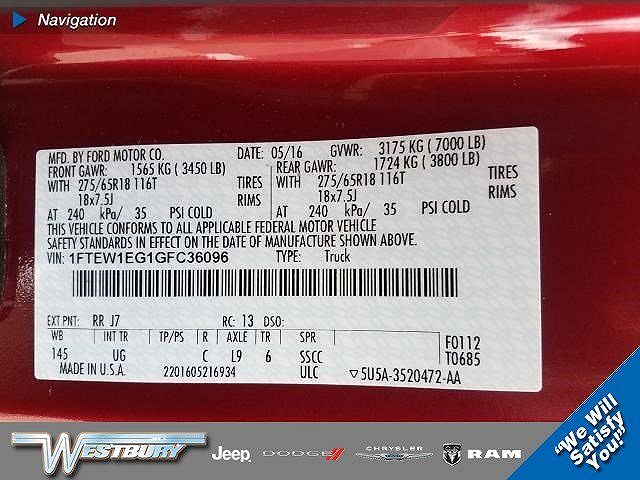 Navigation
MFD. BY FORD MOTOR CO. DATE: 05/16 GVWR: 3175 KG ( 7000 LB)
FRONT GAWR: 1565 KG ( 3450 LB) REAR GAWR: 1724 KG ( 3800 LB)
WITH 275/65R18 116T TIRES WITH 275/65R18 116T TIRES
18x7.5J RIMS 18x7.5J RIMS
AT 240 kPa/ 35 PSI COLD AT 240 kPa/ 35 PSI COLD
THIS VEHICLE CONFORMS TO ALL APPLICABLE FEDERAL MOTOR VEHICLE
SAFETY STANDARDS IN EFFECT ON THE DATE OF MANUFACTURE SHOWN ABOVE.
VIN: 1FTEW1EG1GFC36096 TYPE: Truck
EXT PNT: RR J7 RC: 13 DSO:
WB INT TR TP/PS R AXLE TR SPR F0112
145 UG C L9 6 SSCC T0685
MADE IN U.S.A. 2201605216934 ULC ▽5U5A-3520472-AA
WESTBURY Jeep DODGE CHRYSLER RAM
"We Will
Satisfy
You!"